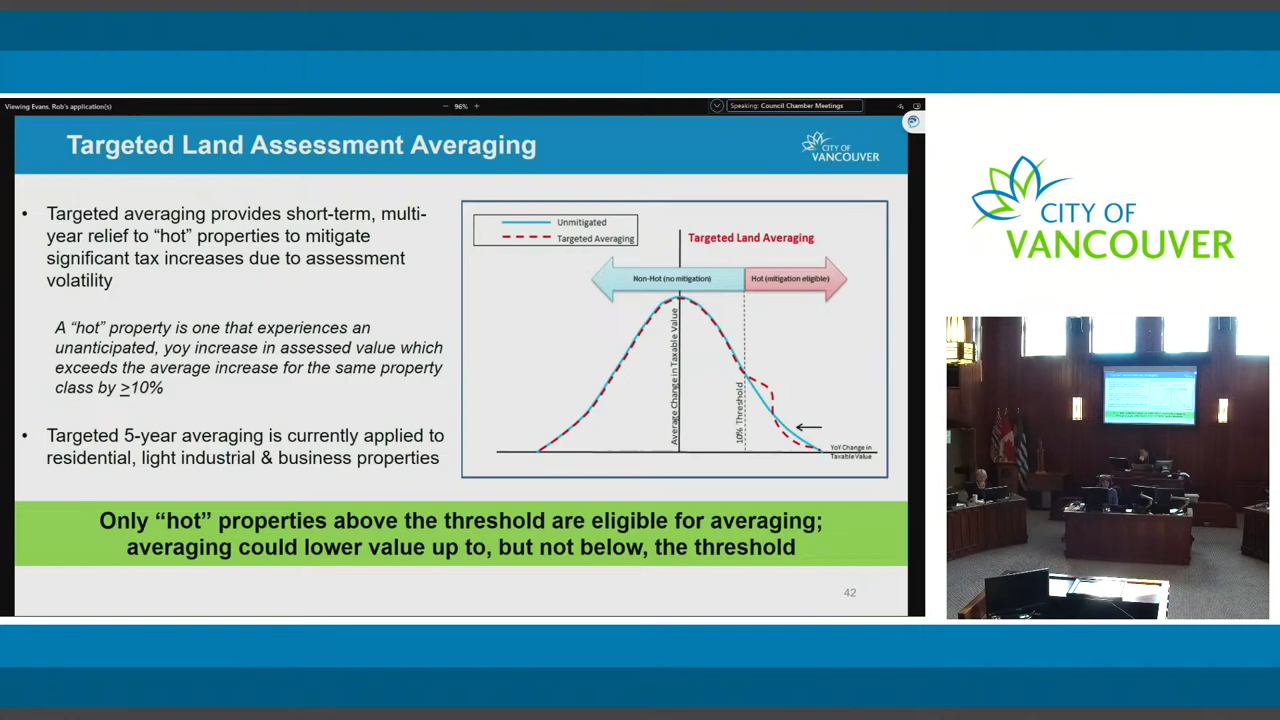 Viewing Evans, Rob's application(s)
96%
Speaking: Council Chamber Meetings
Targeted Land Assessment Averaging
CITY OF
VANCOUVER
• Targeted averaging provides short-term, multi-
year relief to “hot” properties to mitigate
significant tax increases due to assessment
volatility
A “hot” property is one that experiences an
unanticipated, yoy increase in assessed value which
exceeds the average increase for the same property
class by ≥10%
• Targeted 5-year averaging is currently applied to
residential, light industrial & business properties
Unmitigated
Targeted Averaging
Targeted Land Averaging
Non-Hot (no mitigation)
Hot (mitigation eligible)
Average Change in Taxable Value
10% Threshold
YoY Change in
Taxable Value
Only “hot” properties above the threshold are eligible for averaging;
averaging could lower value up to, but not below, the threshold
42
CITY OF
VANCOUVER